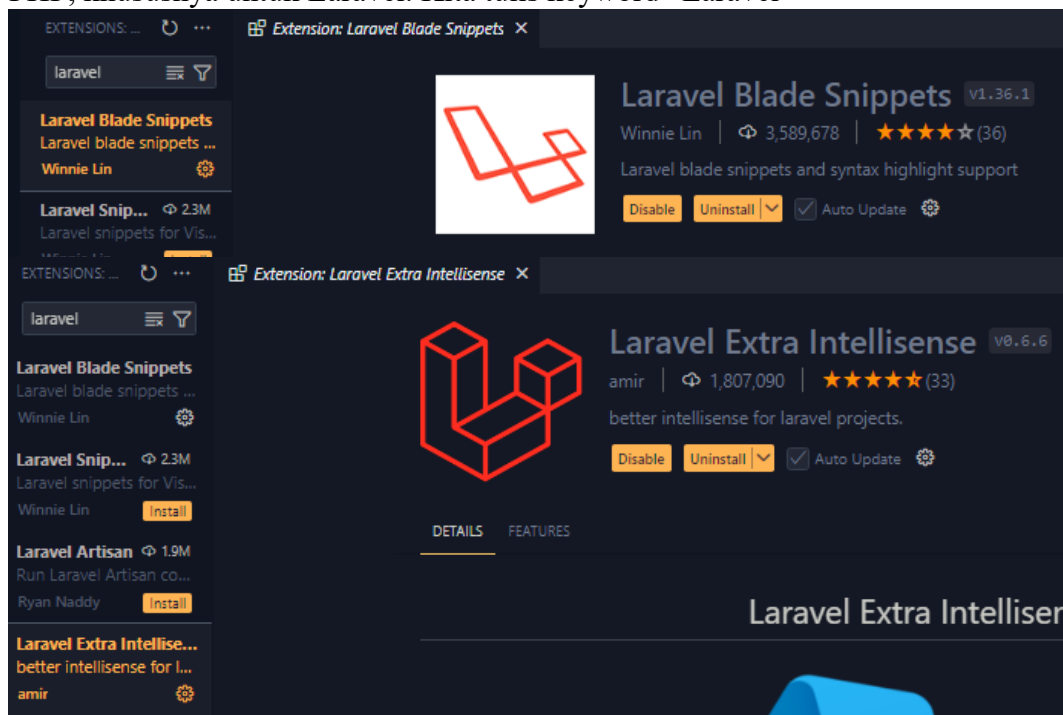 EXTENSIONS: ...
Extension: Laravel Blade Snippets
laravel
Laravel Blade Snippets
Laravel blade snippets ...
Winnie Lin
Laravel Snip... 2.3M
Laravel snippets for Vis...
Laravel Blade Snippets v1.36.1
Winnie Lin | 3,589,678 | (36)
Laravel blade snippets and syntax highlight support
Disable Uninstall Auto Update
EXTENSIONS: ...
Extension: Laravel Extra Intellisense
laravel
Laravel Blade Snippets
Laravel blade snippets ...
Winnie Lin
Laravel Snip... 2.3M
Laravel snippets for Vis...
Winnie Lin Install
Laravel Artisan 1.9M
Run Laravel Artisan co...
Ryan Naddy Install
Laravel Extra Intellise...
better intellisense for l...
amir
Laravel Extra Intellisense v0.6.6
amir | 1,807,090 | (33)
better intellisense for laravel projects.
Disable Uninstall Auto Update
DETAILS FEATURES
Laravel Extra Intelliser